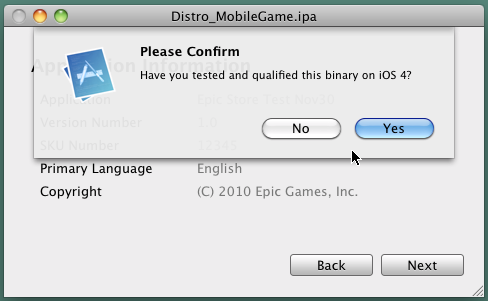 Distro_MobileGame.ipa
Please Confirm
Have you tested and qualified this binary on iOS 4?
Application Information
Application Epic Store Test Nov30
No Yes
Version Number 1.0
SKU Number 12345
Primary Language English
Copyright (C) 2010 Epic Games, Inc.
Back Next